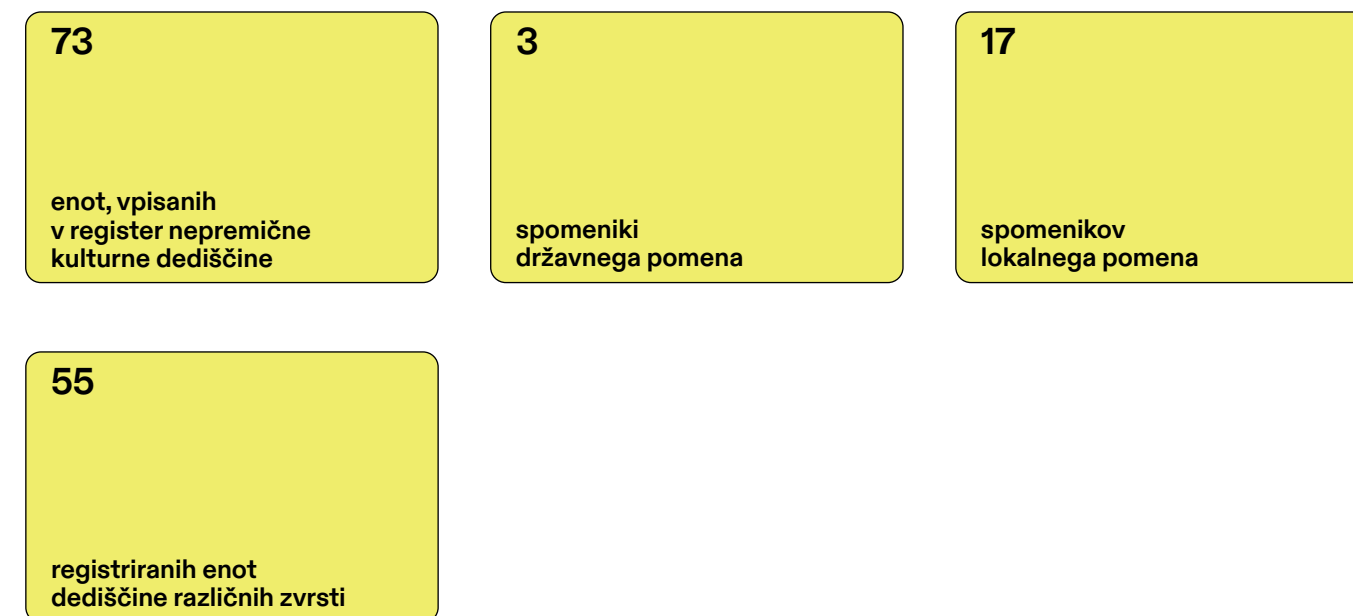 73
enot, vpisanih
v register nepremične
kulturne dediščine
3
spomeniki
državnega pomena
17
spomenikov
lokalnega pomena
55
registriranih enot
dediščine različnih zvrsti